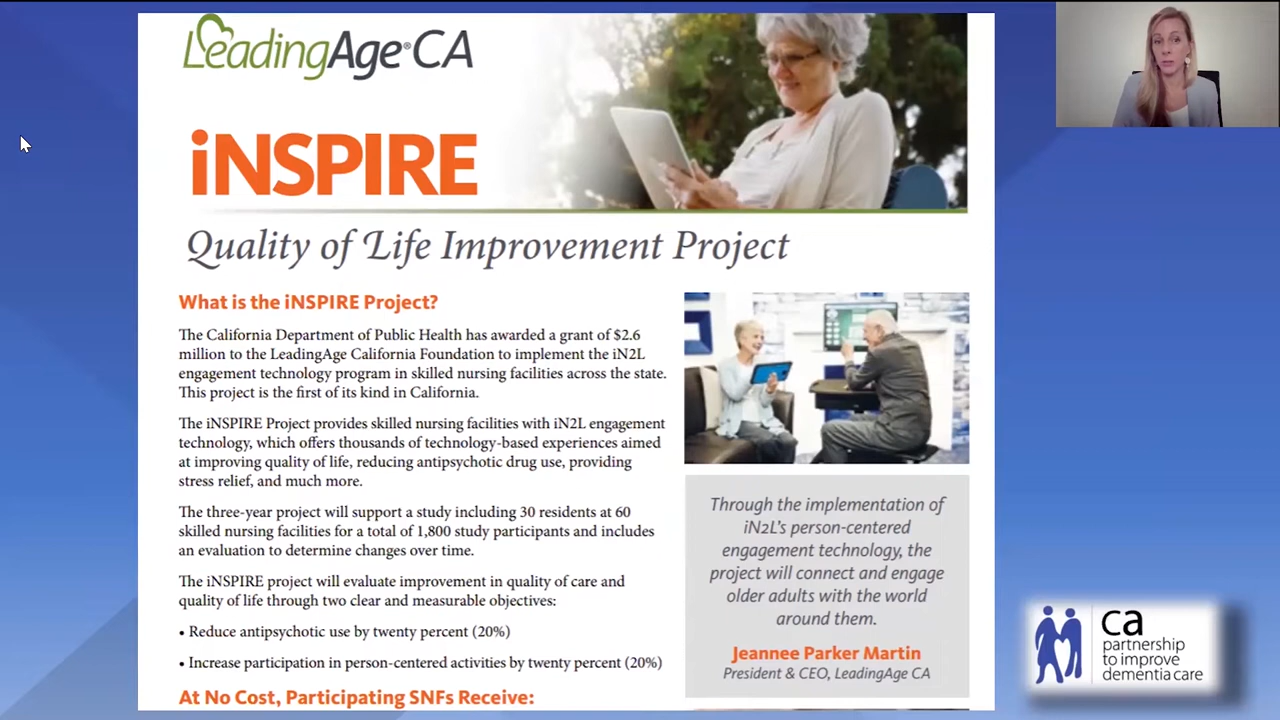 LeadingAge® CA
iNSPIRE
Quality of Life Improvement Project
What is the iNSPIRE Project?
The California Department of Public Health has awarded a grant of $2.6
million to the LeadingAge California Foundation to implement the iN2L
engagement technology program in skilled nursing facilities across the state.
This project is the first of its kind in California.
The iNSPIRE Project provides skilled nursing facilities with iN2L engagement
technology, which offers thousands of technology-based experiences aimed
at improving quality of life, reducing antipsychotic drug use, providing
stress relief, and much more.
The three-year project will support a study including 30 residents at 60
skilled nursing facilities for a total of 1,800 study participants and includes
an evaluation to determine changes over time.
The iNSPIRE project will evaluate improvement in quality of care and
quality of life through two clear and measurable objectives:
• Reduce antipsychotic use by twenty percent (20%)
• Increase participation in person-centered activities by twenty percent (20%)
At No Cost, Participating SNFs Receive:
Through the implementation of
iN2L's person-centered
engagement technology, the
project will connect and engage
older adults with the world
around them.
Jeannee Parker Martin
President & CEO, LeadingAge CA
ca
partnership
to improve
dementia care